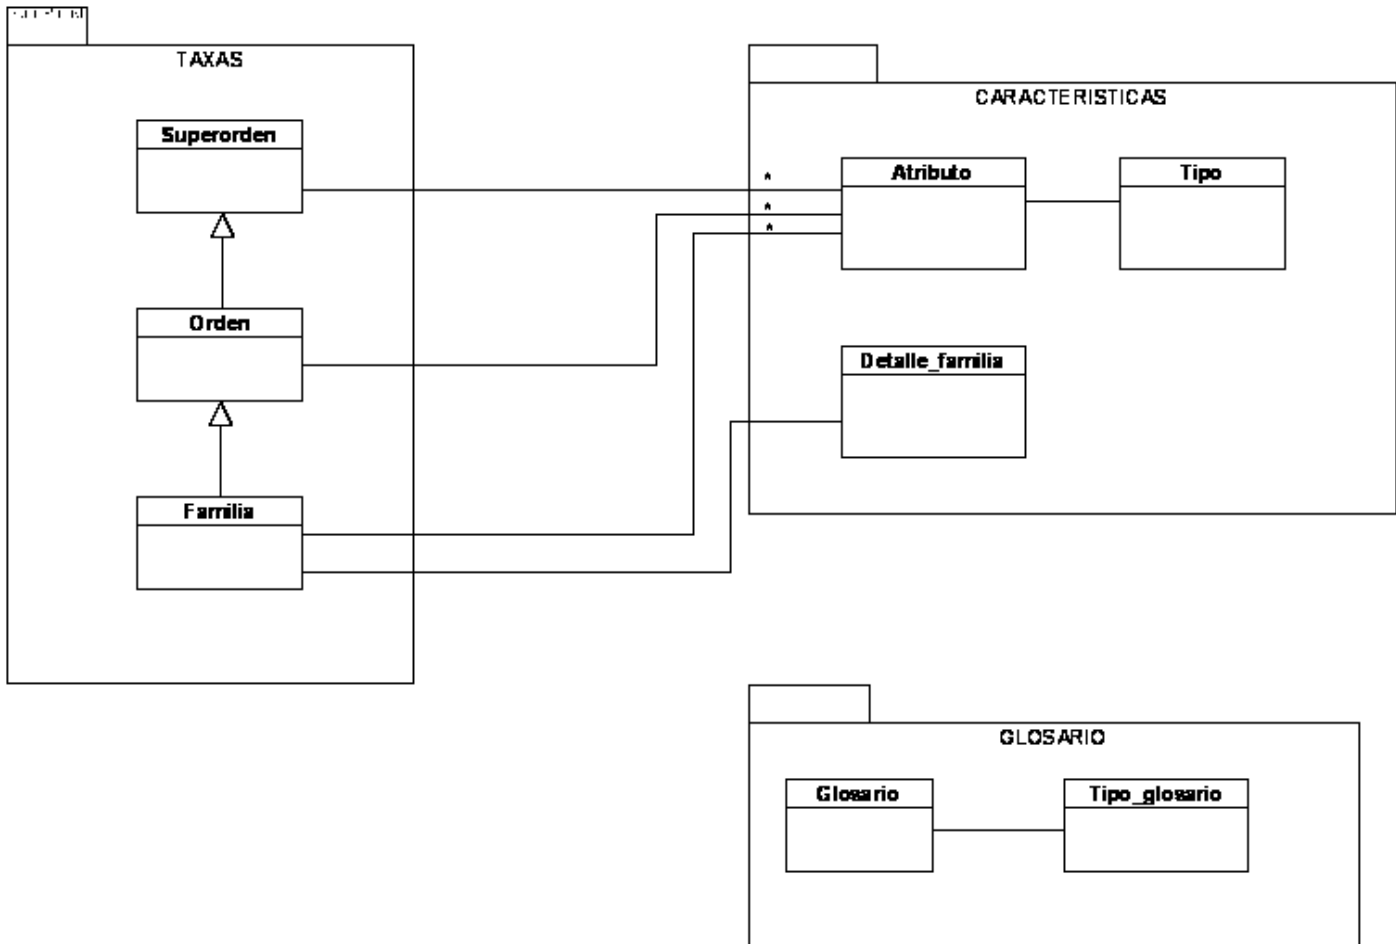 TAXAS
Superorden
Orden
Familia
CARACTERISTICAS
*
*
*
Atributo
Tipo
Detalle_familia
GLOSARIO
Glosario
Tipo_glosario